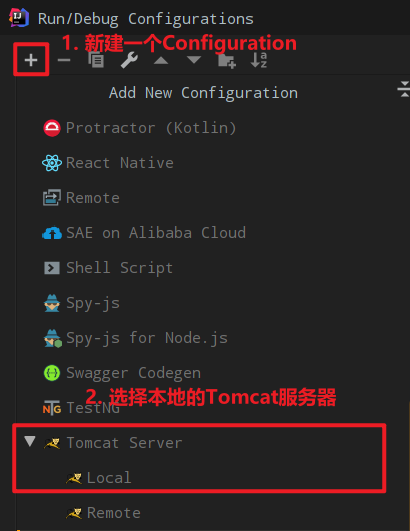 Run/Debug Configurations
1. 新建一个Configuration
Add New Configuration
Protractor (Kotlin)
React Native
Remote
SAE on Alibaba Cloud
Shell Script
Spy-js
Spy-js for Node.js
Swagger Codegen
2. 选择本地的Tomcat服务器
TestNG
Tomcat Server
Local
Remote